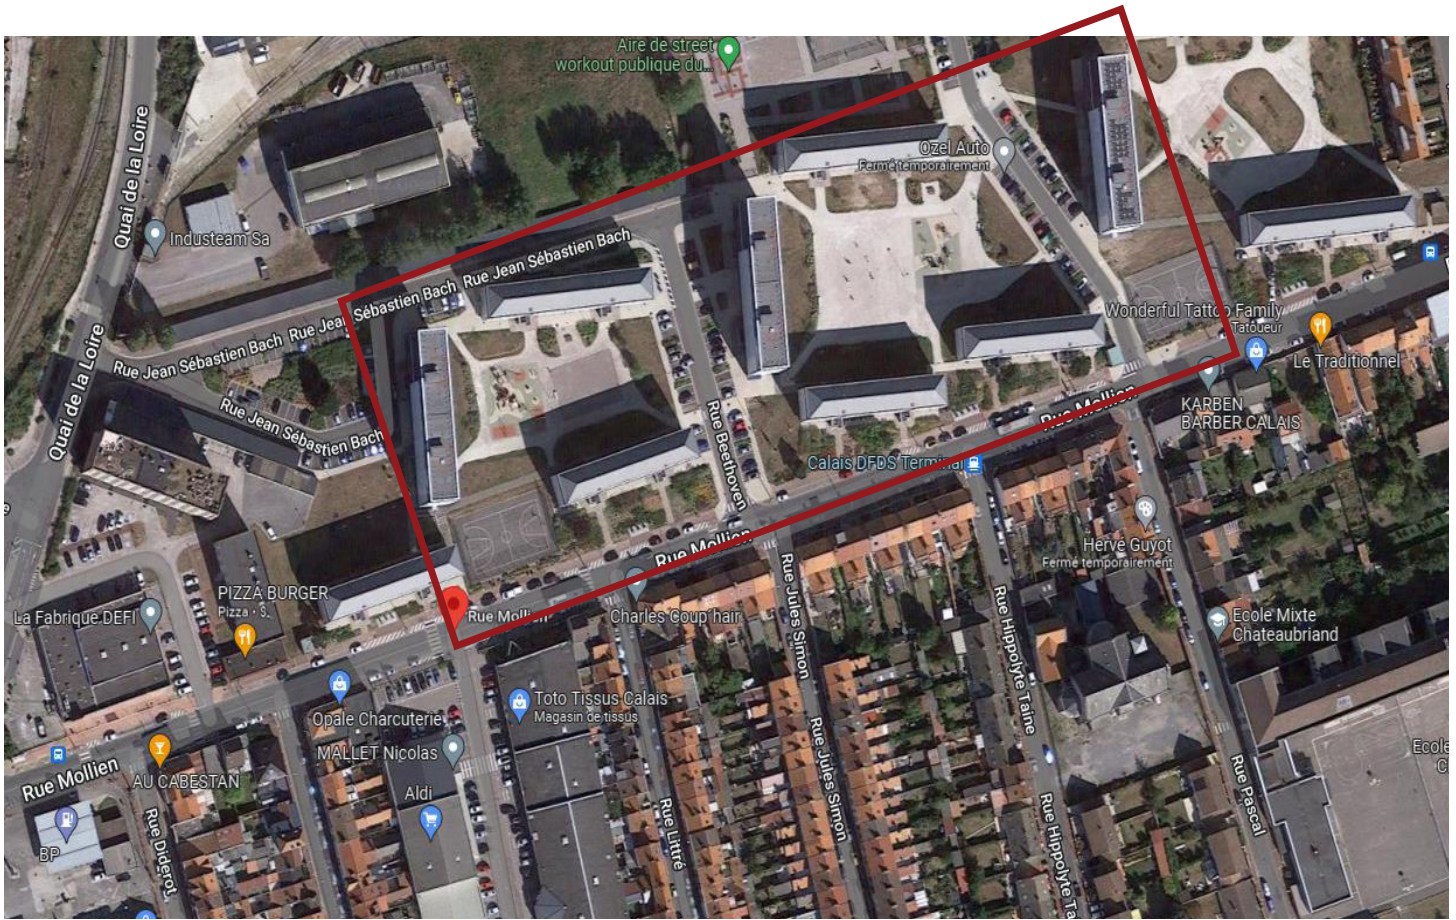 Aire de street
workout publique du...
Quai de la Loire
Ozel Auto
Fermé temporairement
Industeam Sa
Rue Jean Sébastien Bach
Rue Jean Sébastien Bach
Rue Jean Sébastien Bach
Rue Jean Sébastien Bach
Wonderful Tattoo Family
Tatoueur
Le Traditionnel
Quai de la Loire
Rue Jean Sébastien Bach
Rue Beethoven
Rue Mollien
KARBEN
BARBER CALAIS
Calais DFDS Terminal
Rue Mollien
Hervé Guyot
Fermé temporairement
PIZZA BURGER
Pizza • $
La Fabrique DEFI
Rue Mollien
Charles Coup'hair
Rue Jules Simon
Rue Hippolyte Taine
Ecole Mixte
Chateaubriand
Toto Tissus Calais
Magasin de tissus
Opale Charcuterie
MALLET Nicolas
Rue Mollien
AU CABESTAN
Aldi
BP
Rue Diderot
Rue Littré
Rue Jules Simon
Rue Hippolyte Ta
Rue Pascal
Ecole